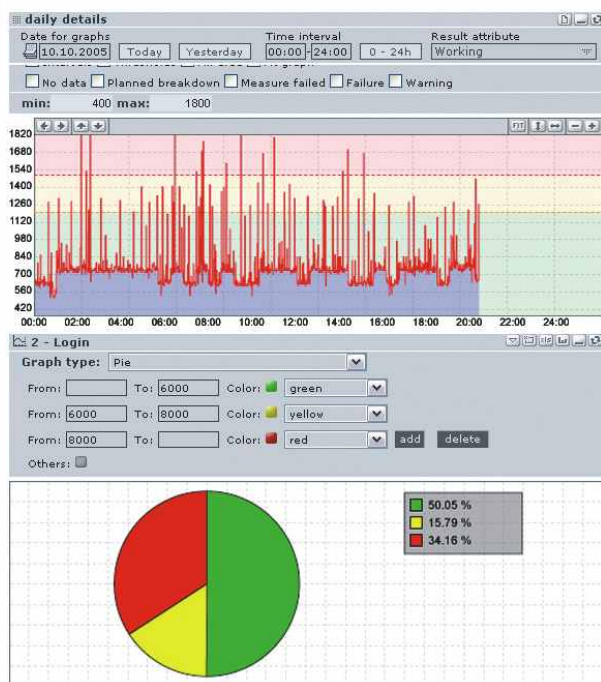 daily details
Date for graphs Time interval Result attribute
10.10.2005 Today Yesterday 00:00 - 24:00 0 - 24h Working
No data Planned breakdown Measure failed Failure Warning
min: 400 max: 1800
FIT
1820
1680
1540
1400
1260
1120
980
840
700
560
420
00:00 02:00 04:00 06:00 08:00 10:00 12:00 14:00 16:00 18:00 20:00 22:00 24:00
2 - Login
Graph type: Pie
From: To: 6000 Color: green
From: 6000 To: 8000 Color: yellow
From: 8000 To: Color: red add delete
Others:
50.05 %
15.79 %
34.16 %